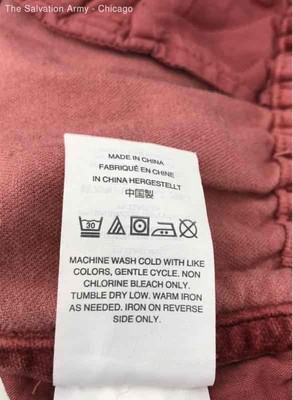 The Salvation Army - Chicago
MADE IN CHINA
FABRIQUÉ EN CHINE
IN CHINA HERGESTELLT
中国製
30
MACHINE WASH COLD WITH LIKE
COLORS, GENTLE CYCLE. NON
CHLORINE BLEACH ONLY.
TUMBLE DRY LOW. WARM IRON
AS NEEDED. IRON ON REVERSE
SIDE ONLY.